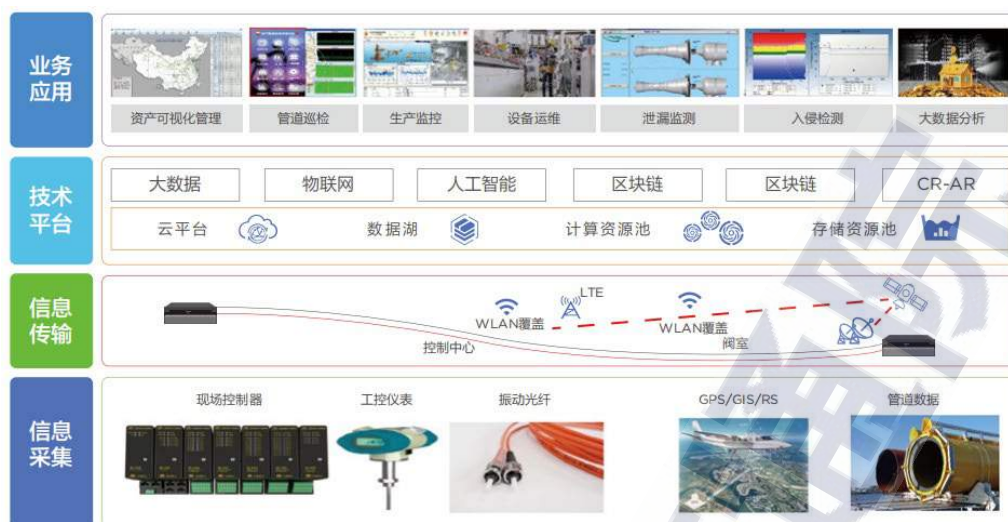 业务
应用
资产可视化管理
管道巡检
生产监控
设备运维
泄漏监测
入侵检测
大数据分析
技术
平台
大数据
物联网
人工智能
区块链
区块链
CR-AR
云平台
数据湖
计算资源池
存储资源池
信息
传输
LTE
WLAN覆盖
WLAN覆盖
控制中心
阀室
信息
采集
现场控制器
工控仪表
振动光纤
GPS/GIS/RS
管道数据